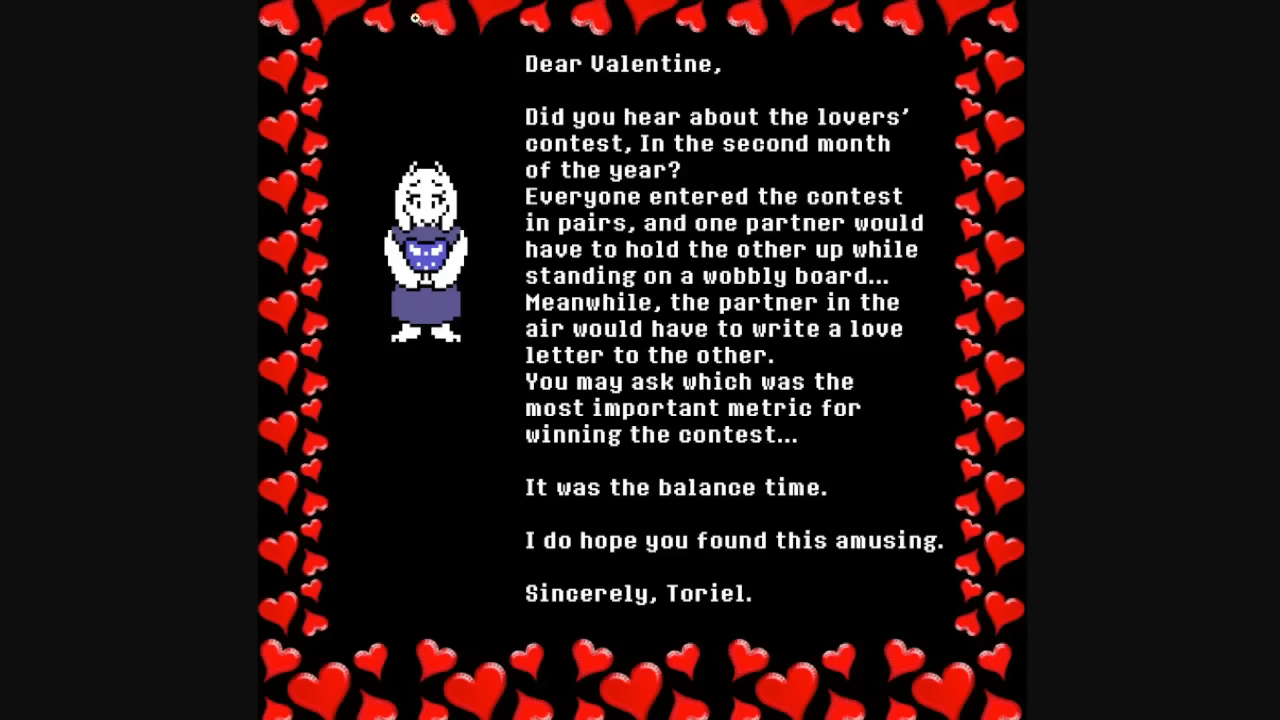 Dear Valentine,
Did you hear about the lovers'
contest, In the second month
of the year?
Everyone entered the contest
in pairs, and one partner would
have to hold the other up while
standing on a wobbly board...
Meanwhile, the partner in the
air would have to write a love
letter to the other.
You may ask which was the
most important metric for
winning the contest...
It was the balance time.
I do hope you found this amusing.
Sincerely, Toriel.